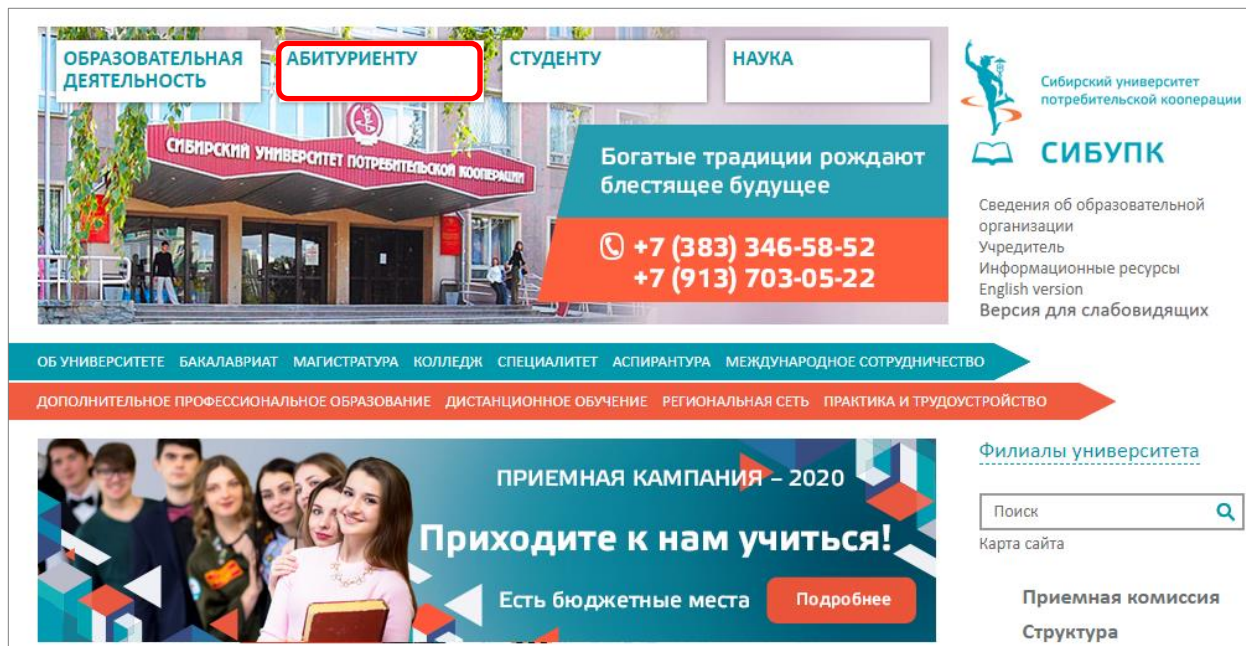 ОБРАЗОВАТЕЛЬНАЯ
ДЕЯТЕЛЬНОСТЬ
АБИТУРИЕНТУ
СТУДЕНТУ
НАУКА
СИБИРСКИЙ УНИВЕРСИТЕТ ПОТРЕБИТЕЛЬСКОЙ КООПЕРАЦИИ
Богатые традиции рождают
блестящее будущее
+7 (383) 346-58-52
+7 (913) 703-05-22
Сибирский университет
потребительской кооперации
СИБУПК
Сведения об образовательной
организации
Учредитель
Информационные ресурсы
English version
Версия для слабовидящих
ОБ УНИВЕРСИТЕТЕ БАКАЛАВРИАТ МАГИСТРАТУРА КОЛЛЕДЖ СПЕЦИАЛИТЕТ АСПИРАНТУРА МЕЖДУНАРОДНОЕ СОТРУДНИЧЕСТВО
ДОПОЛНИТЕЛЬНОЕ ПРОФЕССИОНАЛЬНОЕ ОБРАЗОВАНИЕ ДИСТАНЦИОННОЕ ОБУЧЕНИЕ РЕГИОНАЛЬНАЯ СЕТЬ ПРАКТИКА И ТРУДОУСТРОЙСТВО
ПРИЕМНАЯ КАМПАНИЯ – 2020
Приходите к нам учиться!
Есть бюджетные места
Подробнее
Филиалы университета
Поиск
Карта сайта
Приемная комиссия
Структура